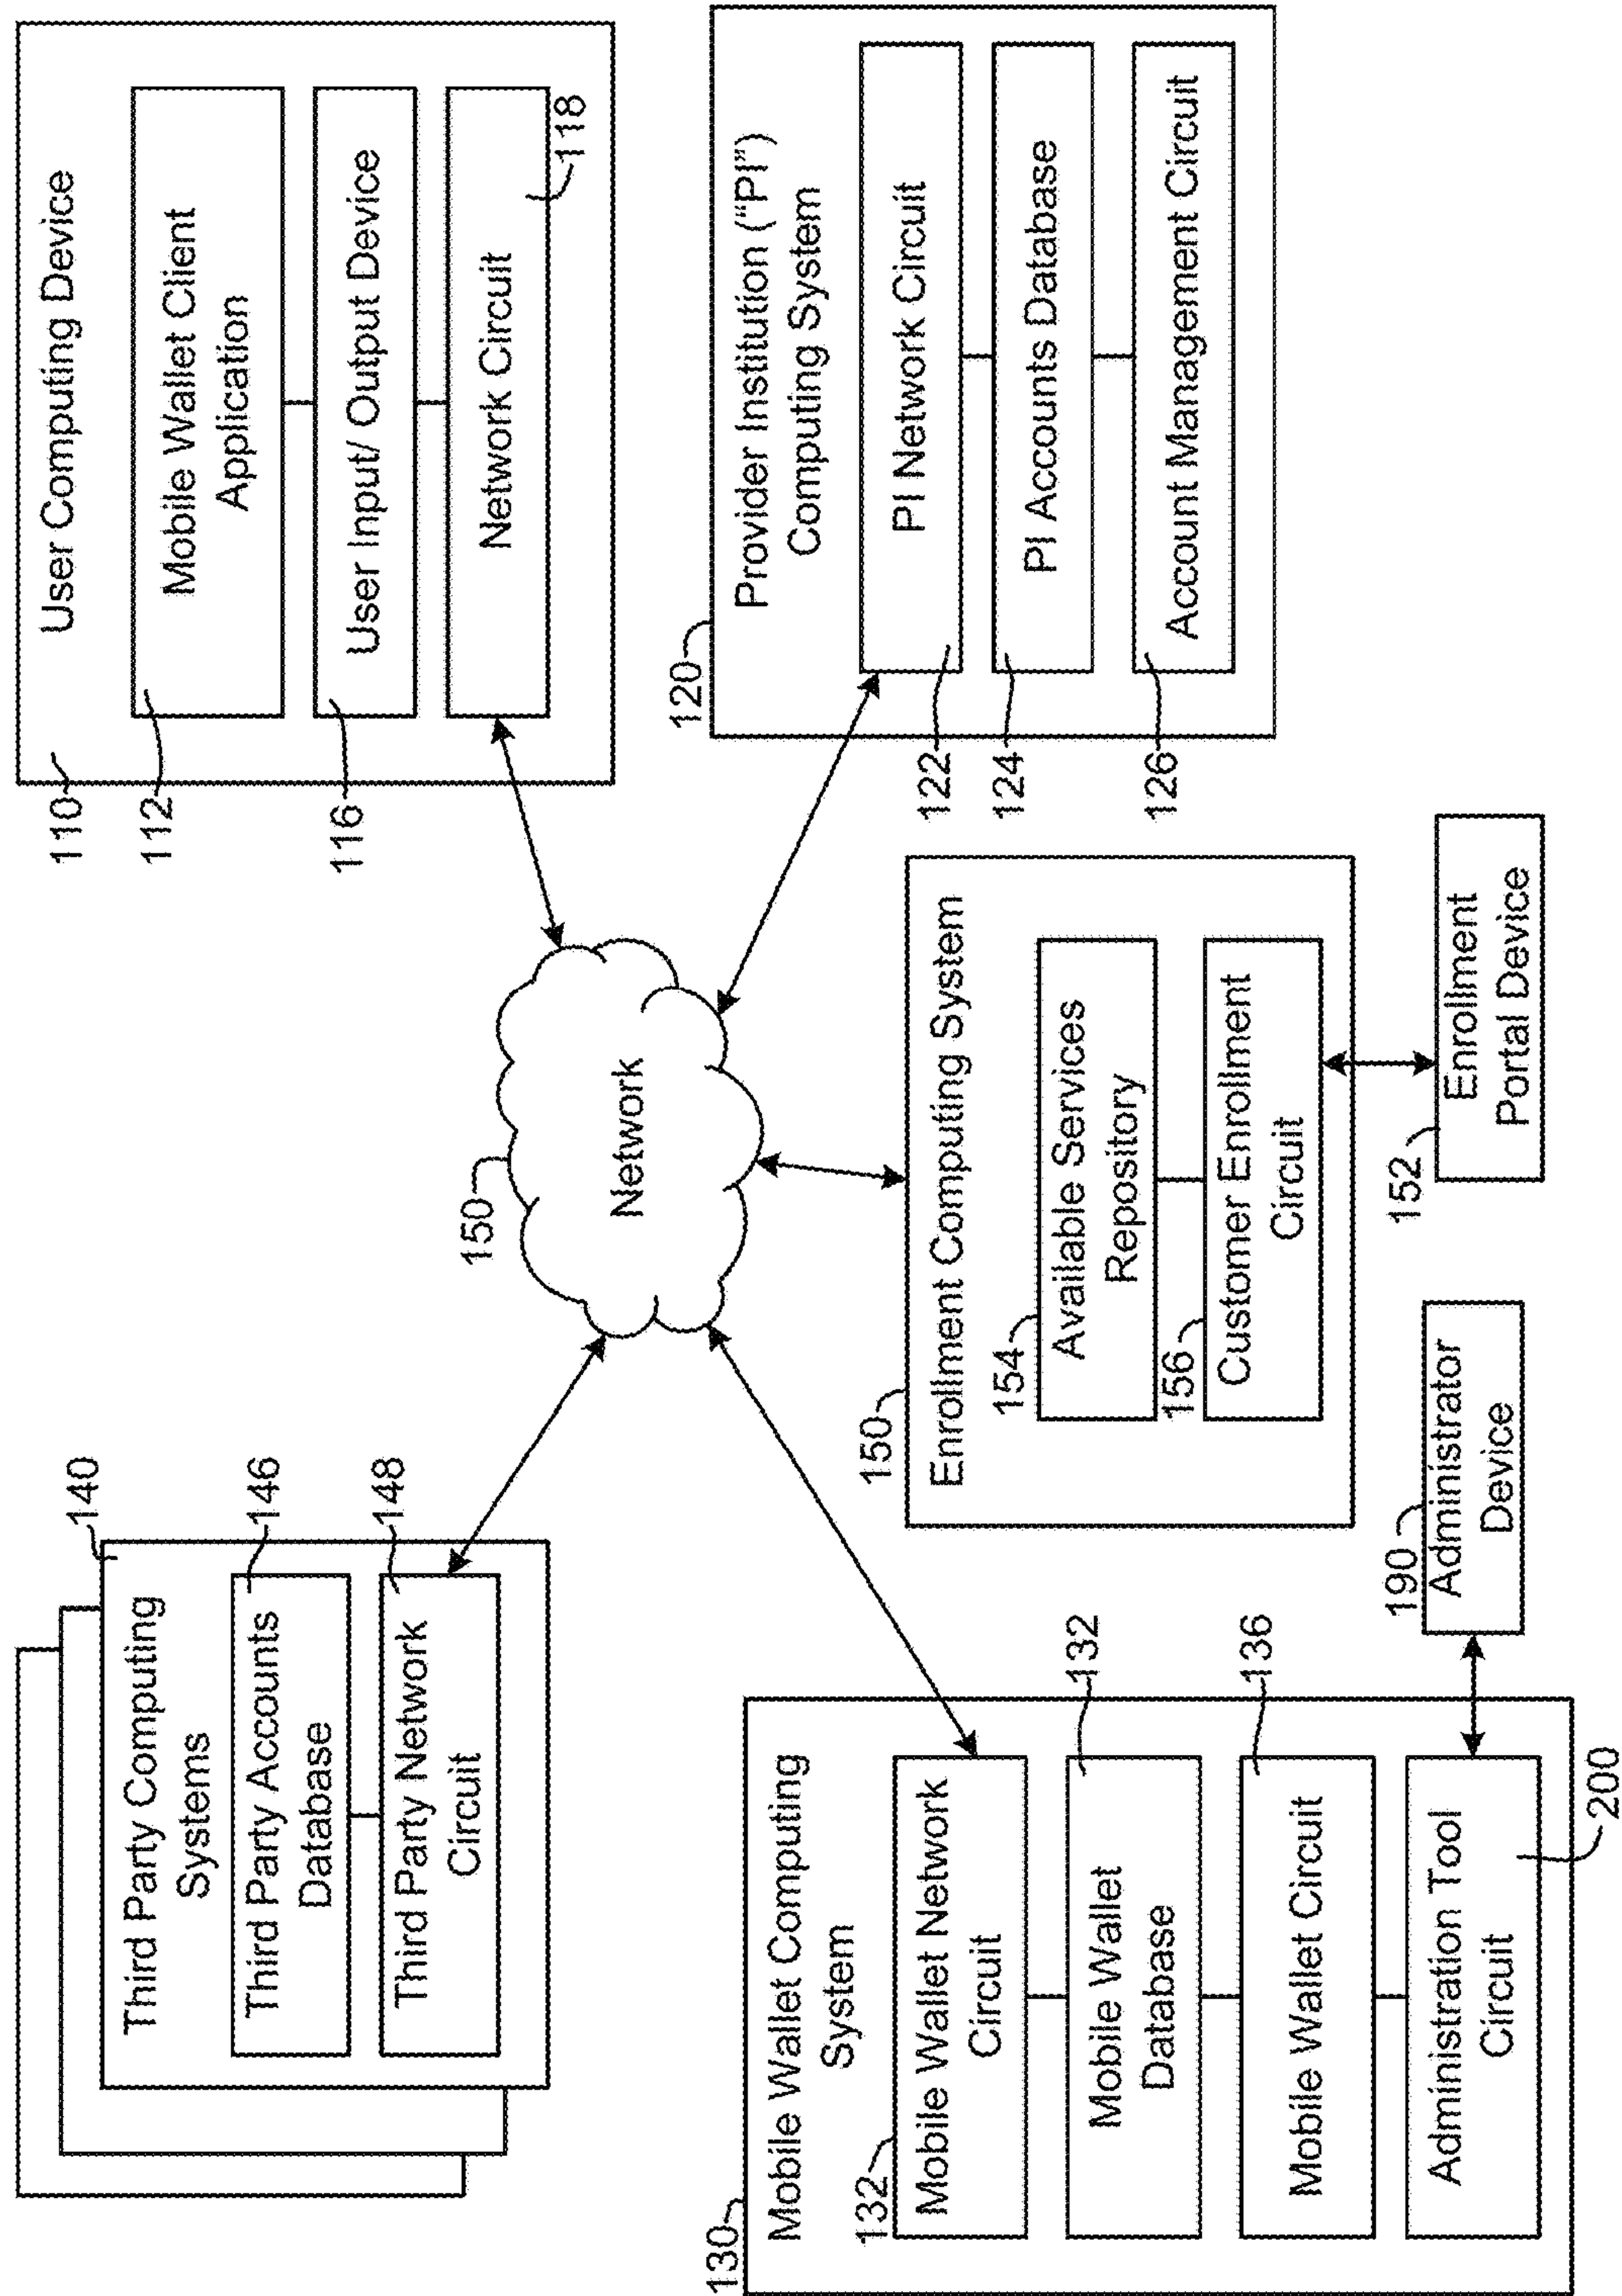 140
Third Party Computing
Systems
146
Third Party Accounts
Database
148
Third Party Network
Circuit
110
User Computing Device
112
Mobile Wallet Client
Application
116
User Input/ Output Device
Network Circuit
118
150
Network
130
Mobile Wallet Computing
System
132
Mobile Wallet Network
Circuit
132
Mobile Wallet
Database
136
Mobile Wallet Circuit
Administration Tool
Circuit
200
190
Administrator
Device
150
Enrollment Computing System
154
Available Services
Repository
156
Customer Enrollment
Circuit
152
Enrollment
Portal Device
120
Provider Institution (“PI”)
Computing System
122
PI Network Circuit
124
PI Accounts Database
126
Account Management Circuit